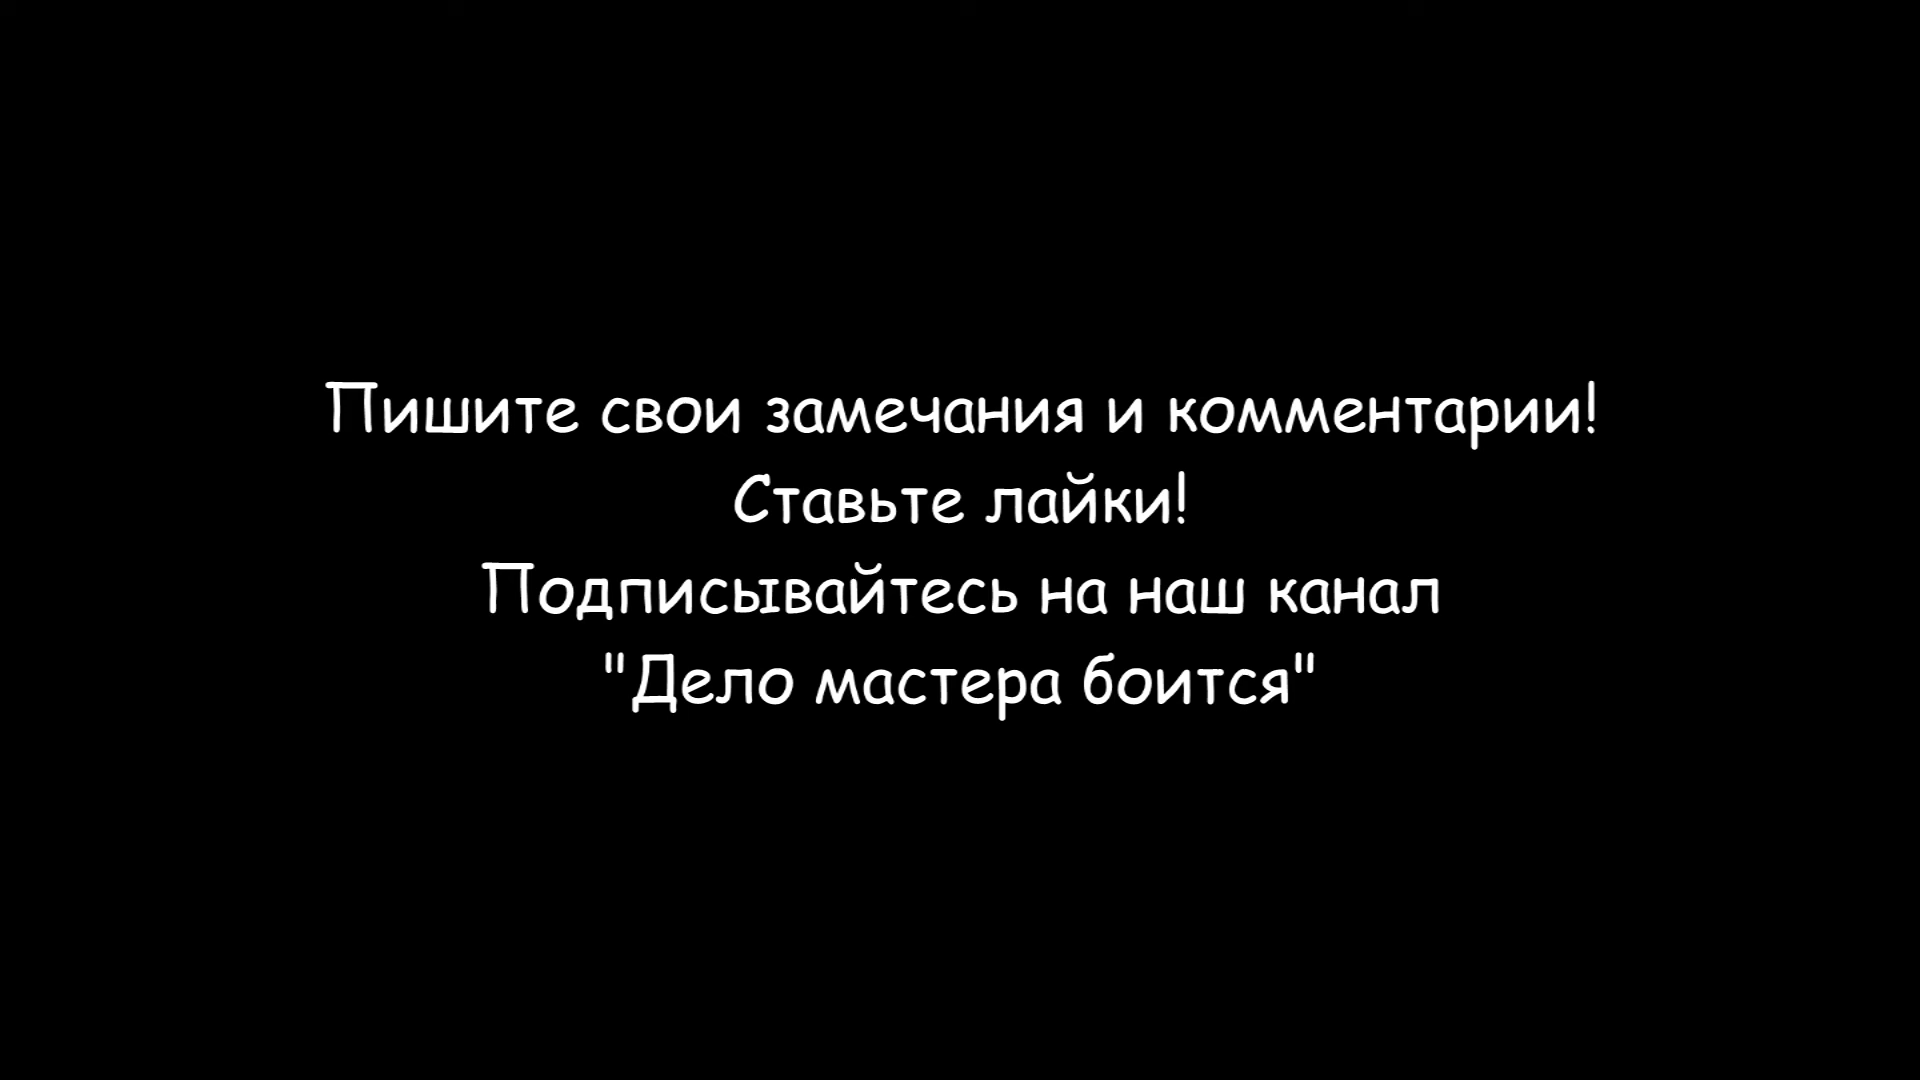 Пишите свои замечания и комментарии!
Ставьте лайки!
Подписывайтесь на наш канал
"Дело мастера боится"